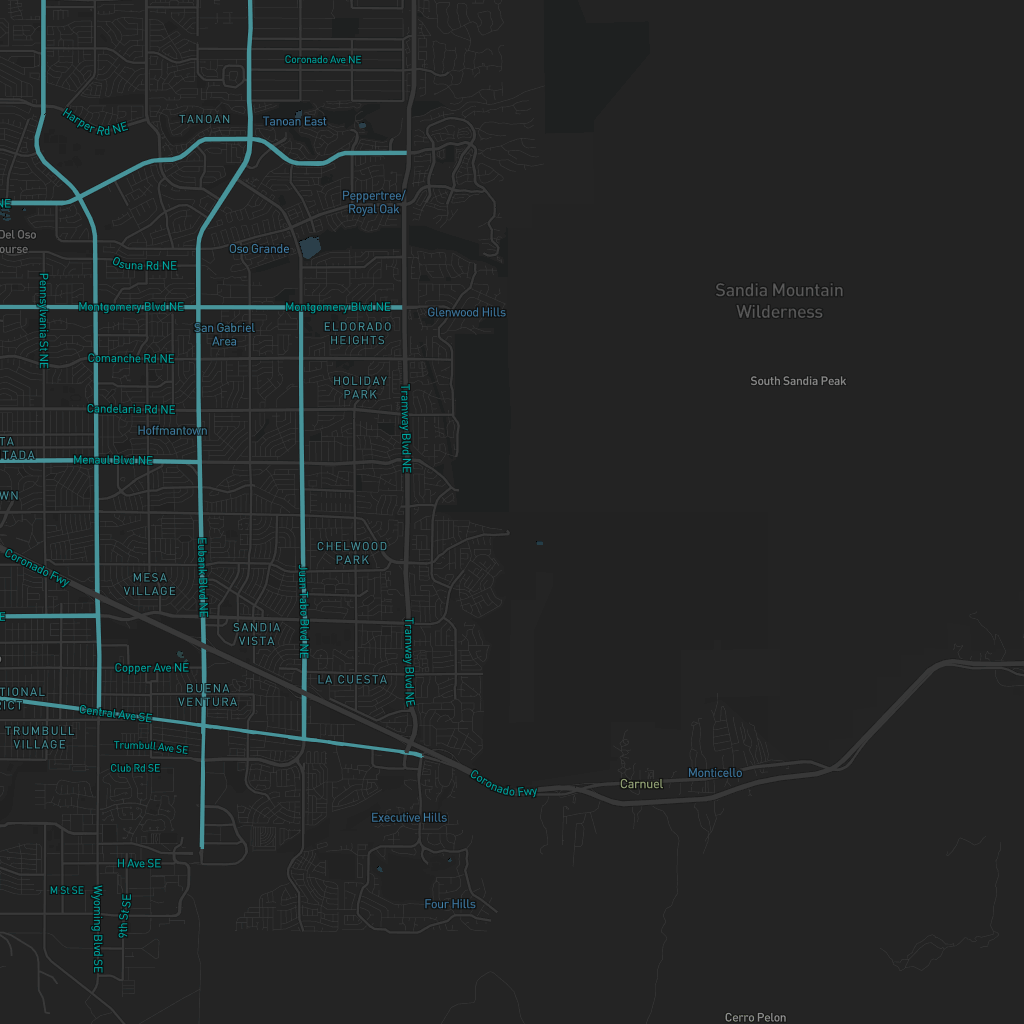 Coronado Ave NE
Harper Rd NE
TANOAN
Tanoan East
Peppertree/
Royal Oak
NE
Del Oso
ourse
Oso Grande
Osuna Rd NE
Pennsylvania St NE
Montgomery Blvd NE
Montgomery Blvd NE
Glenwood Hills
Sandia Mountain
Wilderness
San Gabriel
Area
ELDORADO
HEIGHTS
Comanche Rd NE
HOLIDAY
PARK
South Sandia Peak
Candelaria Rd NE
Tramway Blvd NE
Hoffmantown
TA
TADA
Menaul Blvd NE
WN
Coronado Fwy
Eubank Blvd NE
CHELWOOD
PARK
MESA
VILLAGE
Juan Tabo Blvd NE
E
SANDIA
VISTA
Tramway Blvd NE
Copper Ave NE
LA CUESTA
TIONAL
RICT
BUENA
VENTURA
Central Ave SE
TRUMBULL
VILLAGE
Trumbull Ave SE
Club Rd SE
Coronado Fwy
Carnuel
Monticello
Executive Hills
H Ave SE
M St SE
Wyoming Blvd SE
9th St SE
Four Hills
Cerro Pelon